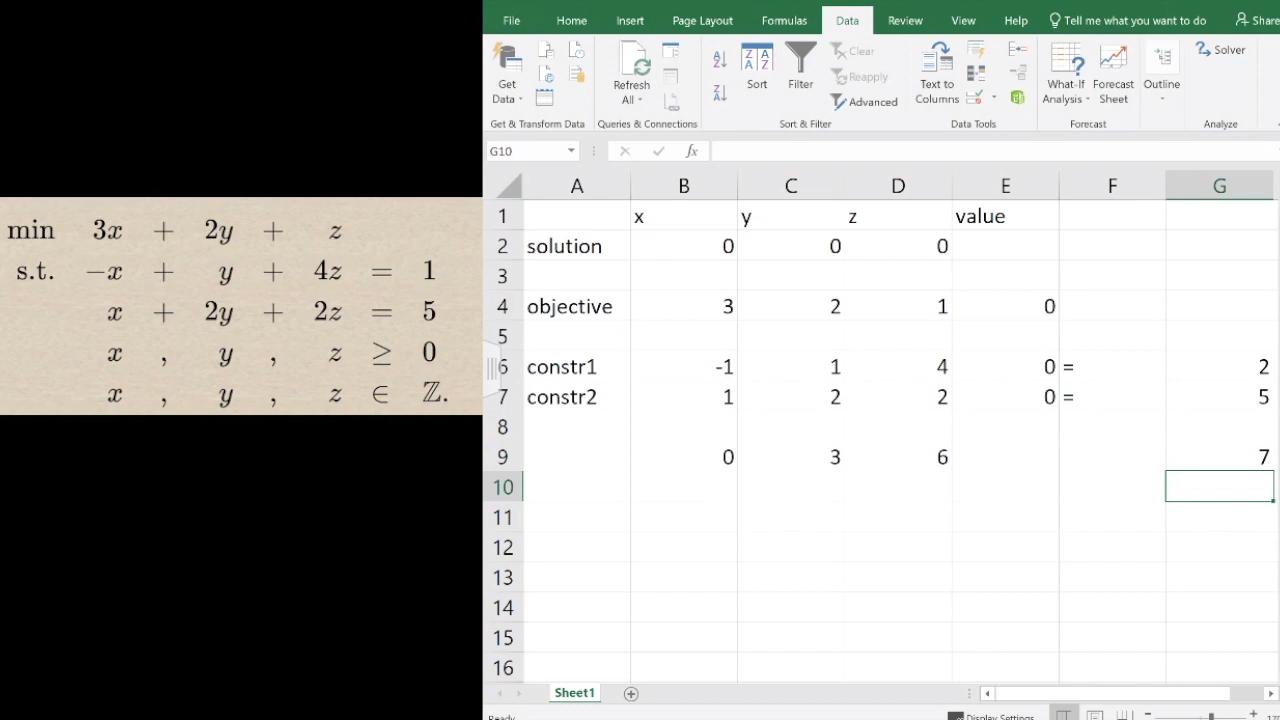 min 3x + 2y + z
s.t. −x + y + 4z = 1
x + 2y + 2z = 5
x , y , z ≥ 0
x , y , z ∈ ℤ.
File Home Insert Page Layout Formulas Data Review View Help Tell me what you want to do Share
Get Data
Refresh All
Sort
Filter
Clear
Reapply
Advanced
Text to Columns
What-If Analysis
Forecast Sheet
Outline
Solver
Get & Transform Data Queries & Connections Sort & Filter Data Tools Forecast Analyze
G10 fx
A B C D E F G
1 x y z value
2 solution 0 0 0
3
4 objective 3 2 1 0
5
6 constr1 -1 1 4 0 = 2
7 constr2 1 2 2 0 = 5
8
9 0 3 6 7
10
11
12
13
14
15
16
Sheet1
Ready Display Settings